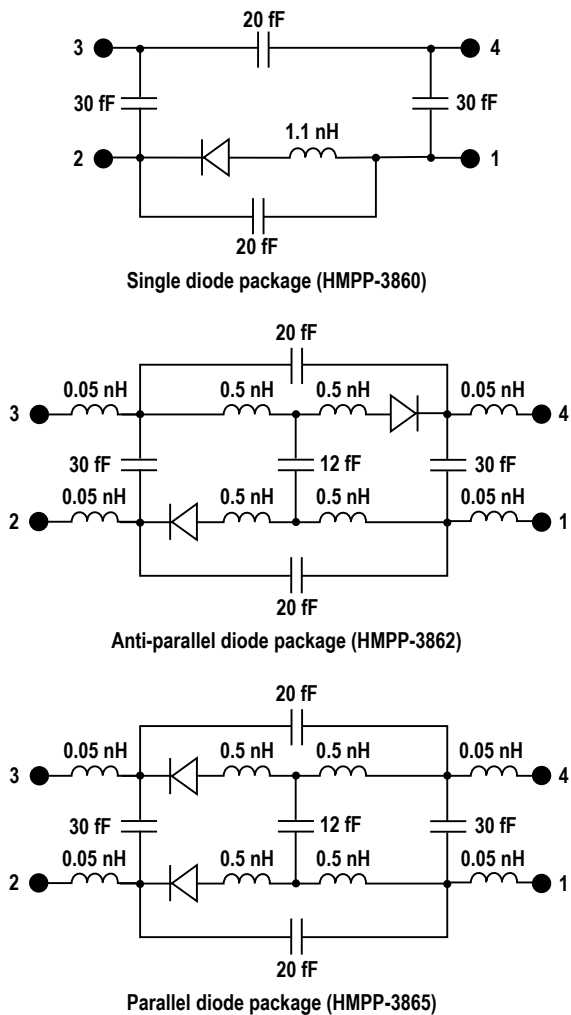 20 fF
3 4
30 fF 30 fF
1.1 nH
2 1
20 fF
Single diode package (HMPP-3860)
20 fF
0.05 nH 0.5 nH 0.5 nH 0.05 nH
3 4
30 fF 12 fF 30 fF
0.05 nH 0.5 nH 0.5 nH 0.05 nH
2 1
20 fF
Anti-parallel diode package (HMPP-3862)
20 fF
0.05 nH 0.5 nH 0.5 nH 0.05 nH
3 4
30 fF 12 fF 30 fF
0.05 nH 0.5 nH 0.5 nH 0.05 nH
2 1
20 fF
Parallel diode package (HMPP-3865)